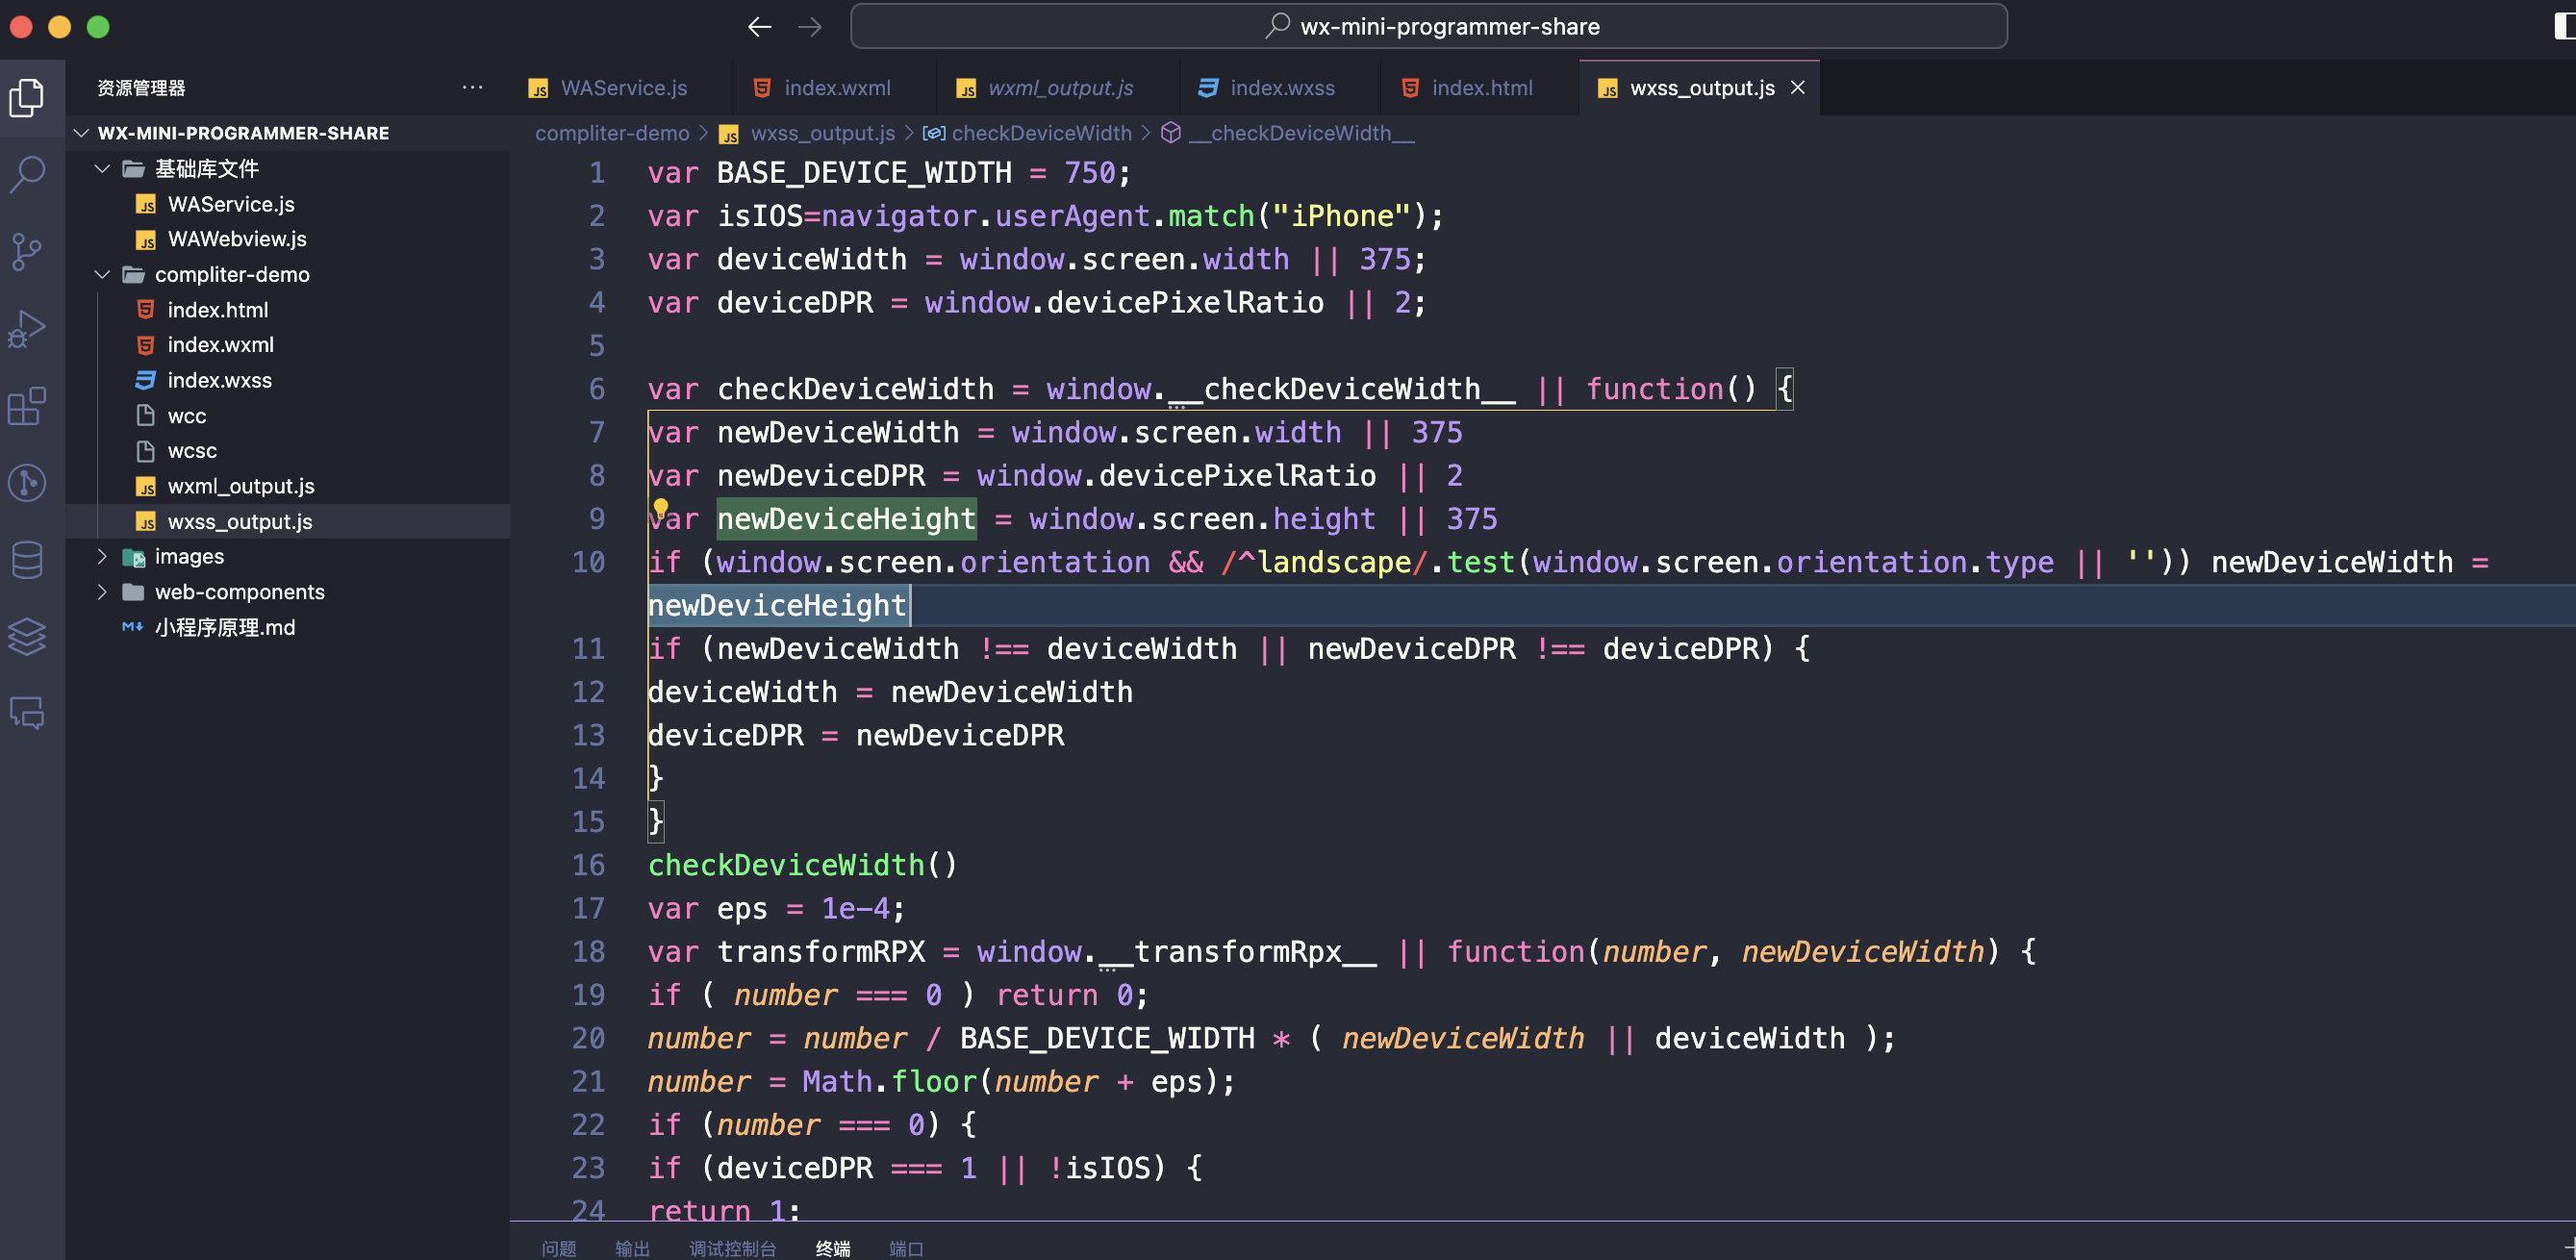 wx-mini-programmer-share
资源管理器
WAService.js
index.wxml
wxml_output.js
index.wxss
index.html
wxss_output.js
WX-MINI-PROGRAMMER-SHARE
基础库文件
WAService.js
WAWebview.js
compliter-demo
index.html
index.wxml
index.wxss
wcc
wcsc
wxml_output.js
wxss_output.js
images
web-components
小程序原理.md
compliter-demo > wxss_output.js > checkDeviceWidth > __checkDeviceWidth__
1 var BASE_DEVICE_WIDTH = 750;
2 var isIOS=navigator.userAgent.match("iPhone");
3 var deviceWidth = window.screen.width || 375;
4 var deviceDPR = window.devicePixelRatio || 2;
5
6 var checkDeviceWidth = window.__checkDeviceWidth__ || function() {
7 var newDeviceWidth = window.screen.width || 375
8 var newDeviceDPR = window.devicePixelRatio || 2
9 var newDeviceHeight = window.screen.height || 375
10 if (window.screen.orientation && /^landscape/.test(window.screen.orientation.type || '')) newDeviceWidth =
newDeviceHeight
11 if (newDeviceWidth !== deviceWidth || newDeviceDPR !== deviceDPR) {
12 deviceWidth = newDeviceWidth
13 deviceDPR = newDeviceDPR
14 }
15 }
16 checkDeviceWidth()
17 var eps = 1e-4;
18 var transformRPX = window.__transformRpx__ || function(number, newDeviceWidth) {
19 if ( number === 0 ) return 0;
20 number = number / BASE_DEVICE_WIDTH * ( newDeviceWidth || deviceWidth );
21 number = Math.floor(number + eps);
22 if (number === 0) {
23 if (deviceDPR === 1 || !isIOS) {
24 return 1;
问题 输出 调试控制台 终端 端口